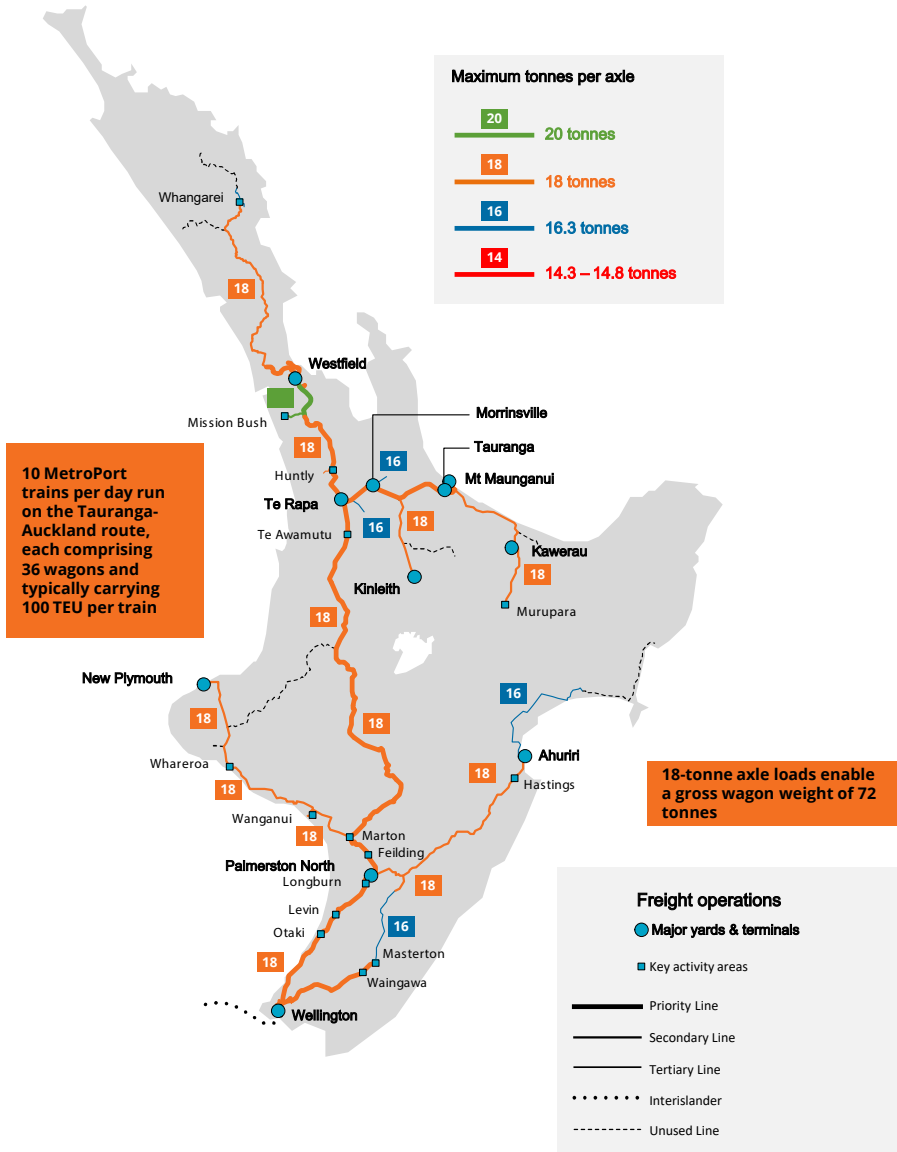 Maximum tonnes per axle
20
20 tonnes
18
18 tonnes
16
16.3 tonnes
14
14.3 – 14.8 tonnes
Whangarei
18
Westfield
Mission Bush
Morrinsville
18
Tauranga
16
Huntly
Mt Maunganui
Te Rapa
18
16
Te Awamutu
Kawerau
Kinleith
18
Murupara
10 MetroPort
trains per day run
on the Tauranga-
Auckland route,
each comprising
36 wagons and
typically carrying
100 TEU per train
18
New Plymouth
16
18
18
Ahuriri
Whareroa
18
Hastings
18
18-tonne axle loads enable
a gross wagon weight of 72
tonnes
Wanganui
18
Marton
Feilding
Palmerston North
Longburn
18
Levin
16
Otaki
Masterton
18
Waingawa
Wellington
Freight operations
Major yards & terminals
Key activity areas
Priority Line
Secondary Line
Tertiary Line
Interislander
Unused Line